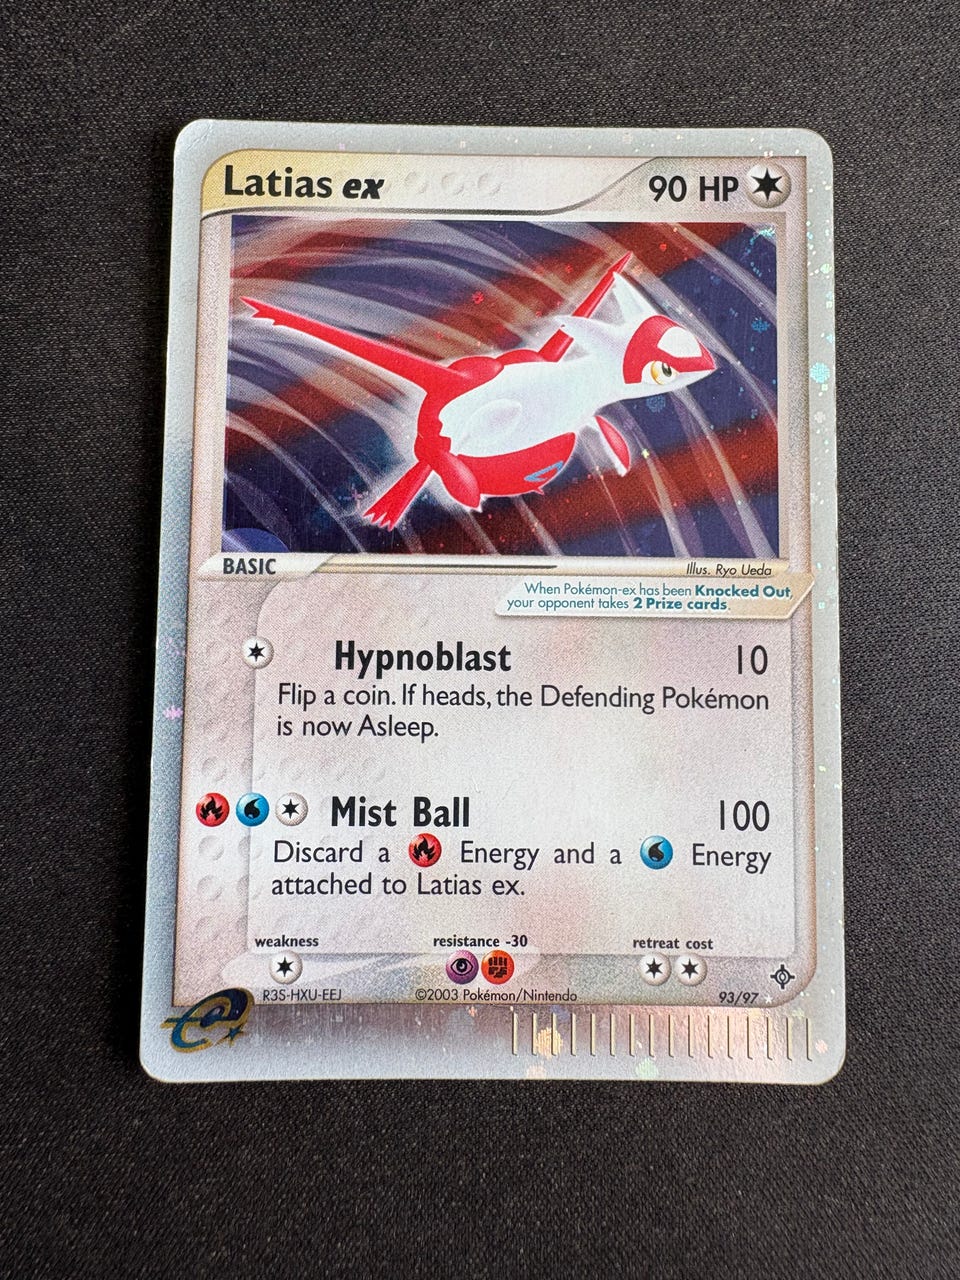 Latias ex 90 HP
BASIC
Illus. Ryo Ueda
When Pokémon-ex has been Knocked Out,
your opponent takes 2 Prize cards.
Hypnoblast 10
Flip a coin. If heads, the Defending Pokémon
is now Asleep.
Mist Ball 100
Discard a Energy and a Energy
attached to Latias ex.
weakness resistance -30 retreat cost
R3S-HXU-EEJ ©2003 Pokémon/Nintendo 93/97
e